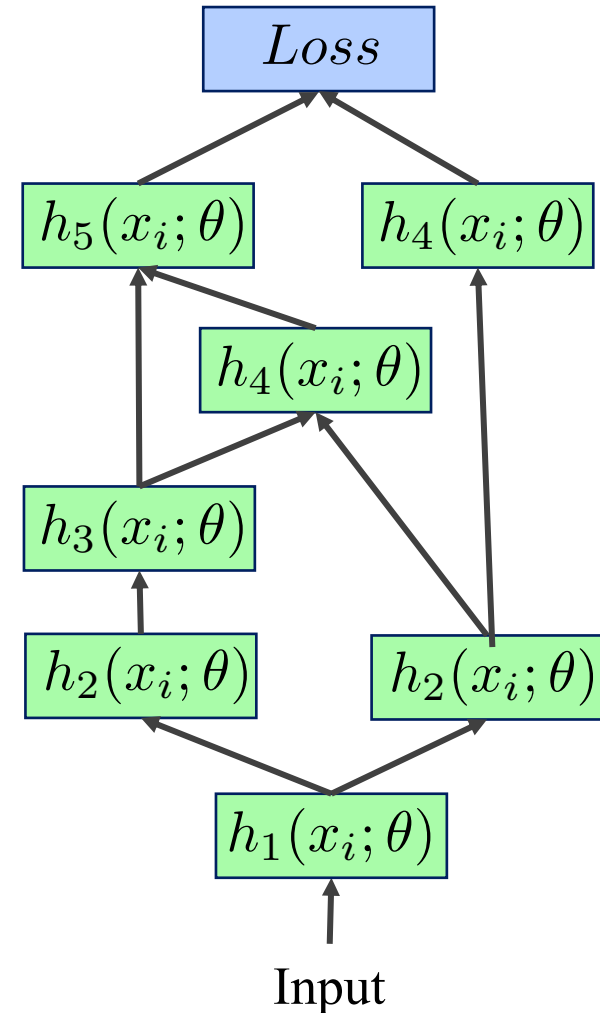 Loss
h₅(xᵢ; θ)
h₄(xᵢ; θ)
h₄(xᵢ; θ)
h₃(xᵢ; θ)
h₂(xᵢ; θ)
h₂(xᵢ; θ)
h₁(xᵢ; θ)
Input